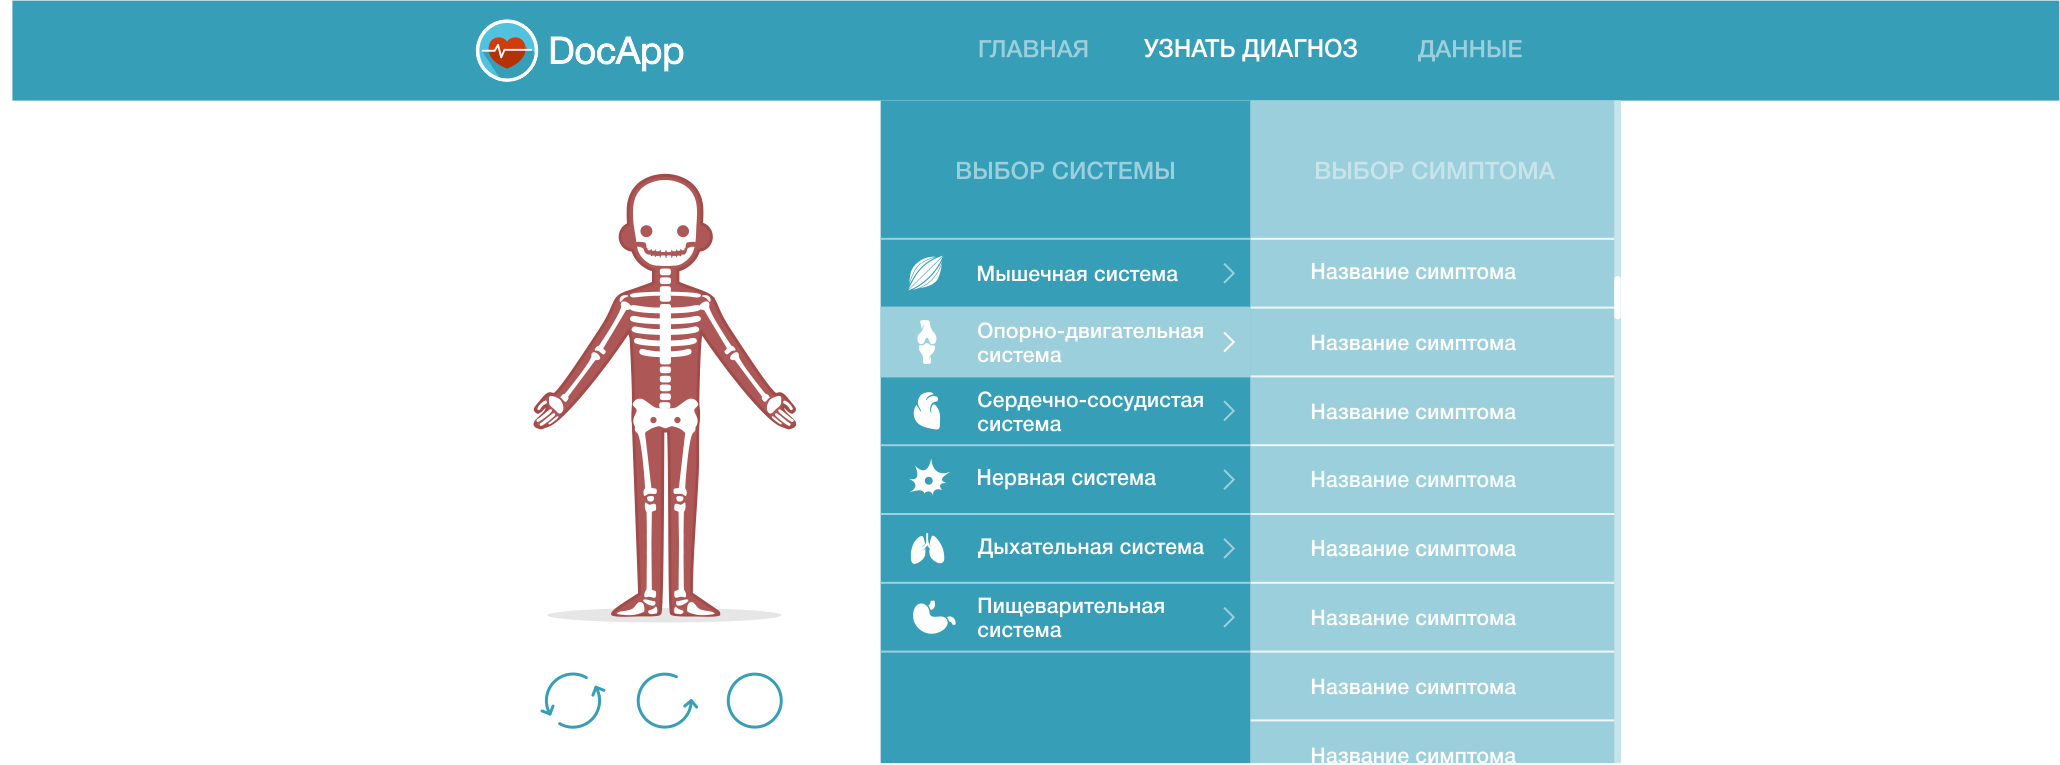 DocApp
ГЛАВНАЯ
УЗНАТЬ ДИАГНОЗ
ДАННЫЕ
ВЫБОР СИСТЕМЫ
Мышечная система
Опорно-двигательная
система
Сердечно-сосудистая
система
Нервная система
Дыхательная система
Пищеварительная
система
ВЫБОР СИМПТОМА
Название симптома
Название симптома
Название симптома
Название симптома
Название симптома
Название симптома
Название симптома
Название симптома